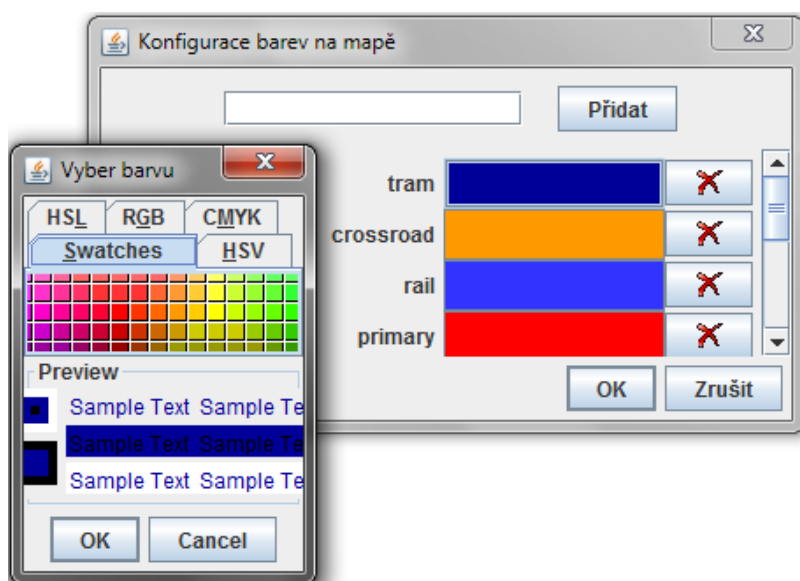 Konfigurace barev na mapě
Přidat
tram
crossroad
rail
primary
OK Zrušit
Vyber barvu
HSL RGB CMYK
Swatches HSV
Preview
Sample Text Sample Te
Sample Text Sample Te
Sample Text Sample Te
OK Cancel